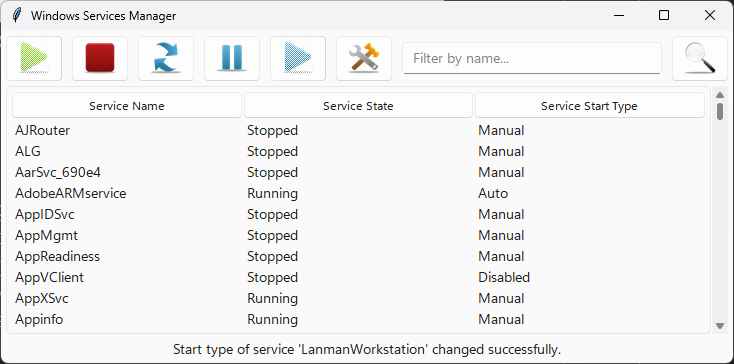 Windows Services Manager
Filter by name...
Service Name Service State Service Start Type
AJRouter Stopped Manual
ALG Stopped Manual
AarSvc_690e4 Stopped Manual
AdobeARMservice Running Auto
AppIDSvc Stopped Manual
AppMgmt Stopped Manual
AppReadiness Stopped Manual
AppVClient Stopped Disabled
AppXSvc Running Manual
Appinfo Running Manual
Start type of service 'LanmanWorkstation' changed successfully.